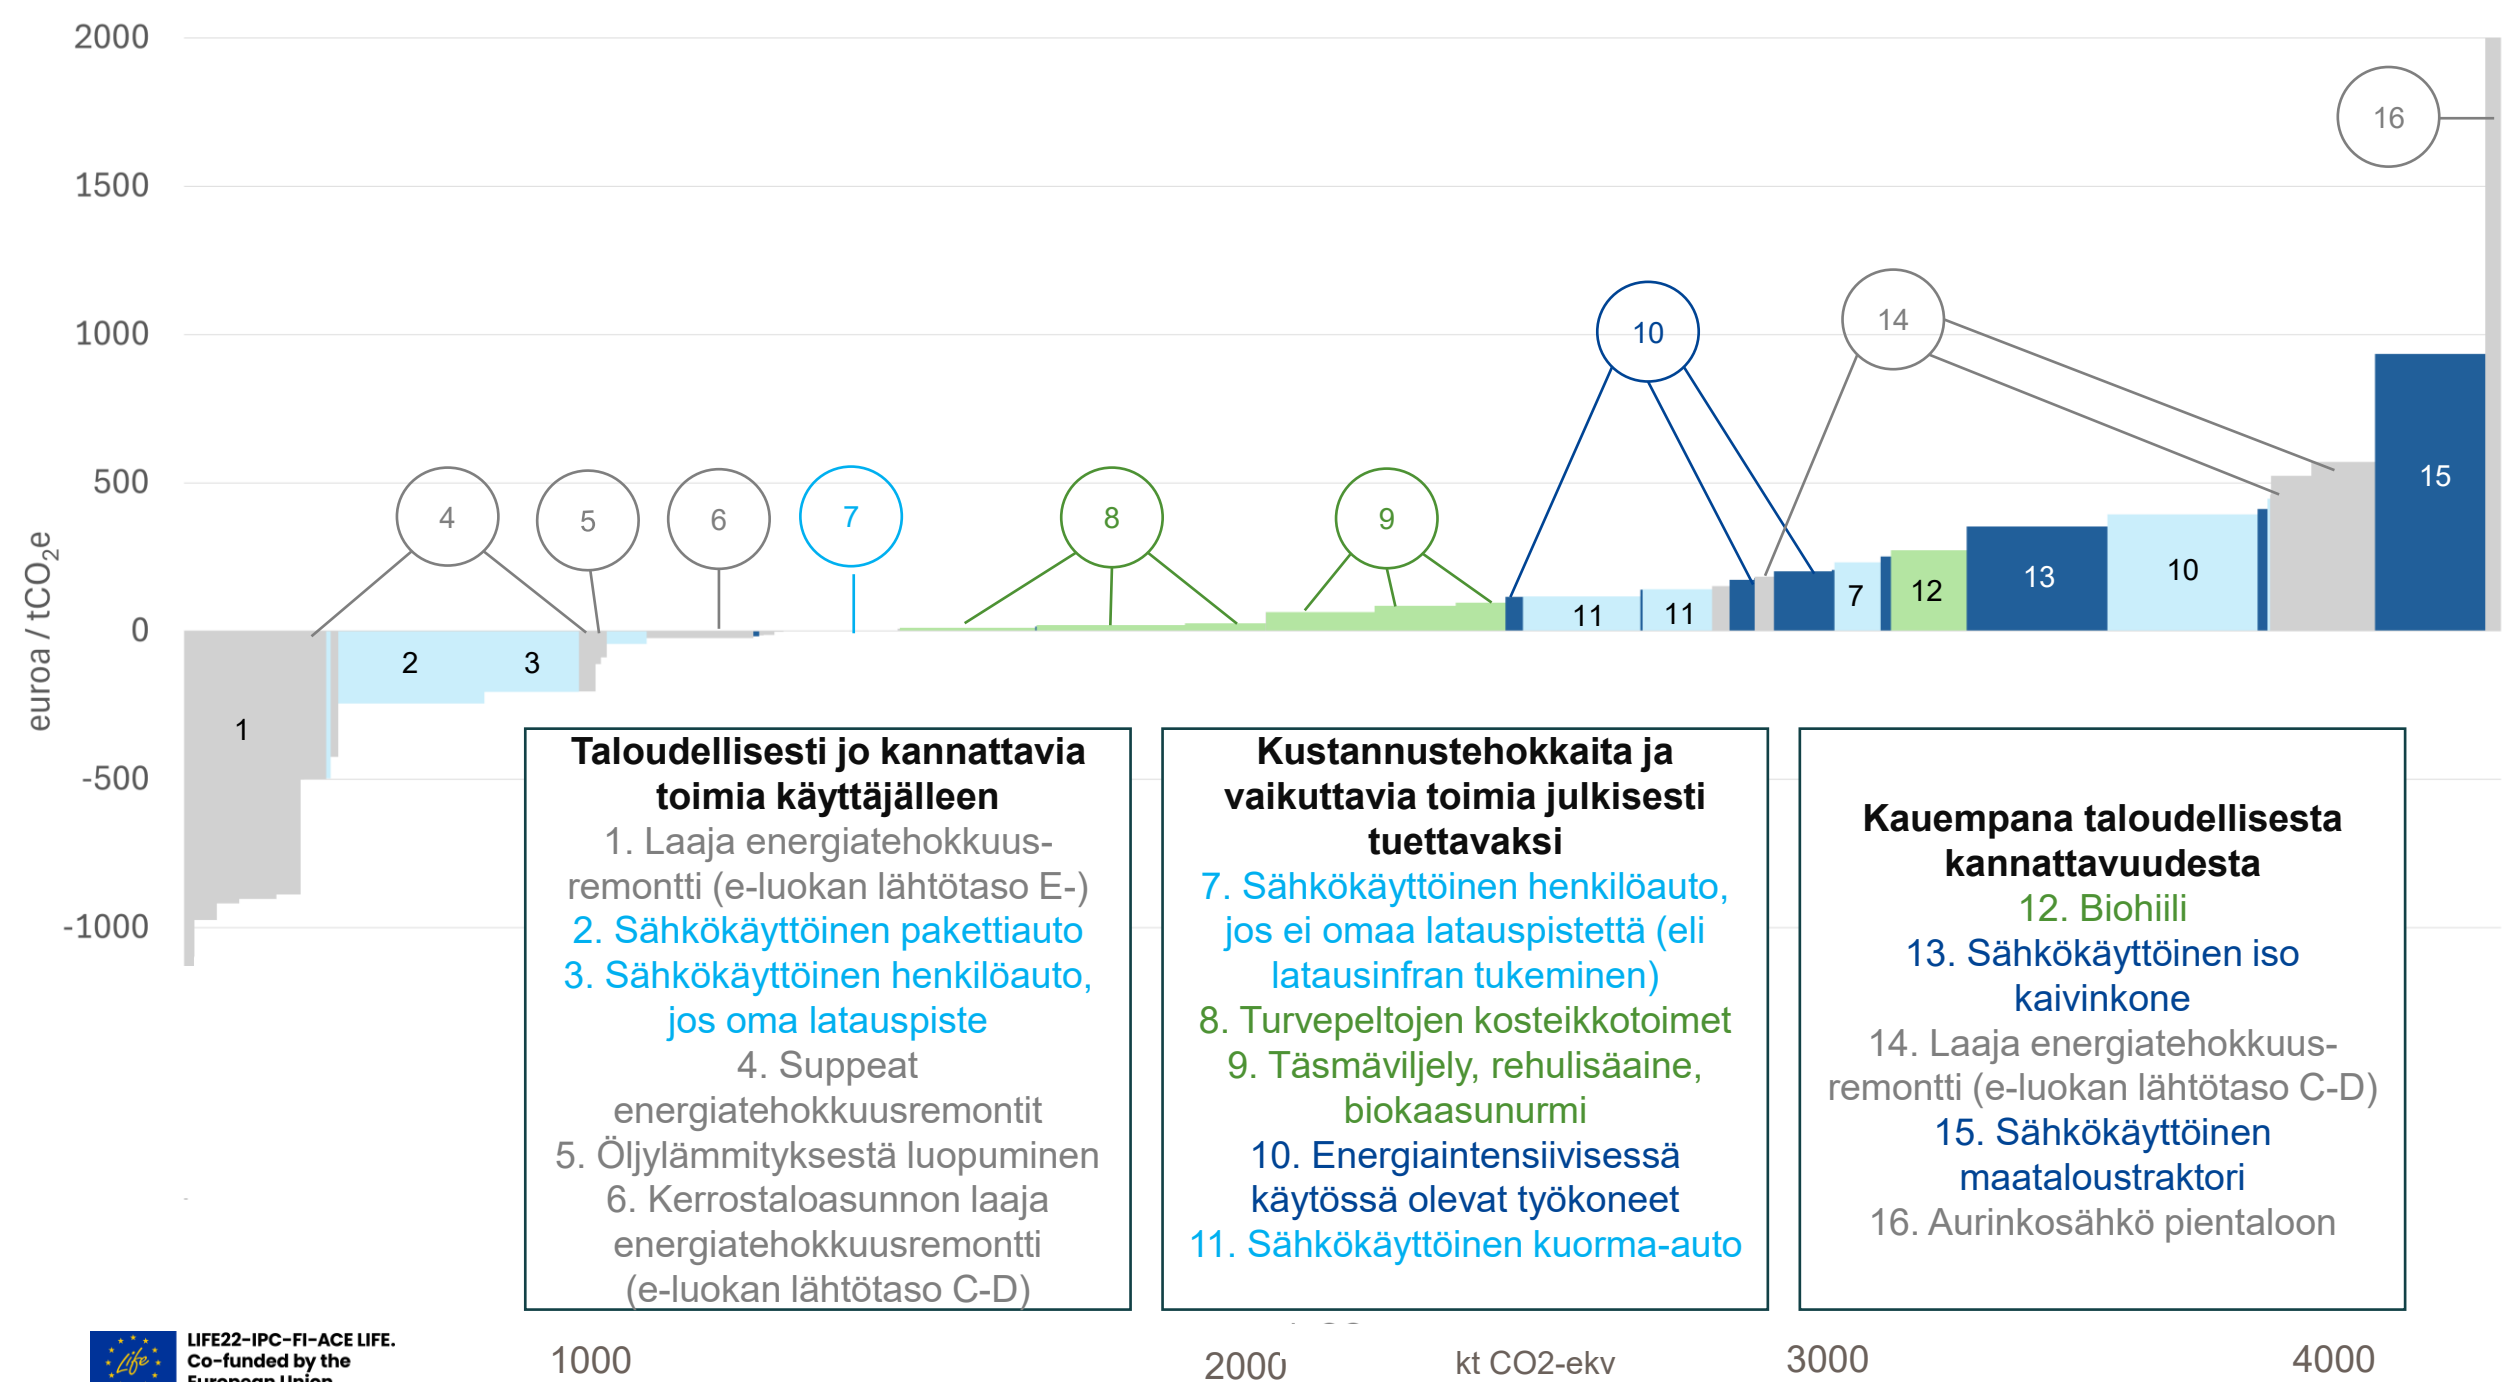 2000
1500
1000
500
0
-500
-1000
euroa / tCO₂e
16
10
14
4
5
6
7
8
9
15
1
2
3
11
11
7
12
13
10
Taloudellisesti jo kannattavia
toimia käyttäjälleen
1. Laaja energiatehokkuus-
remontti (e-luokan lähtötaso E-)
2. Sähkökäyttöinen pakettiauto
3. Sähkökäyttöinen henkilöauto,
jos oma latauspiste
4. Suppeat
energiatehokkuusremontit
5. Öljylämmityksestä luopuminen
6. Kerrostaloasunnon laaja
energiatehokkuusremontti
(e-luokan lähtötaso C-D)
Kustannustehokkaita ja
vaikuttavia toimia julkisesti
tuettavaksi
7. Sähkökäyttöinen henkilöauto,
jos ei omaa latauspistettä (eli
latausinfran tukeminen)
8. Turvepeltojen kosteikkotoimet
9. Täsmäviljely, rehulisäaine,
biokaasunurmi
10. Energiaintensiivisessä
käytössä olevat työkoneet
11. Sähkökäyttöinen kuorma-auto
Kauempana taloudellisesta
kannattavuudesta
12. Biohiili
13. Sähkökäyttöinen iso
kaivinkone
14. Laaja energiatehokkuus-
remontti (e-luokan lähtötaso C-D)
15. Sähkökäyttöinen
maataloustraktori
16. Aurinkosähkö pientaloon
1000
2000
kt CO2-ekv
3000
4000
Life
LIFE22-IPC-FI-ACE LIFE.
Co-funded by the
European Union